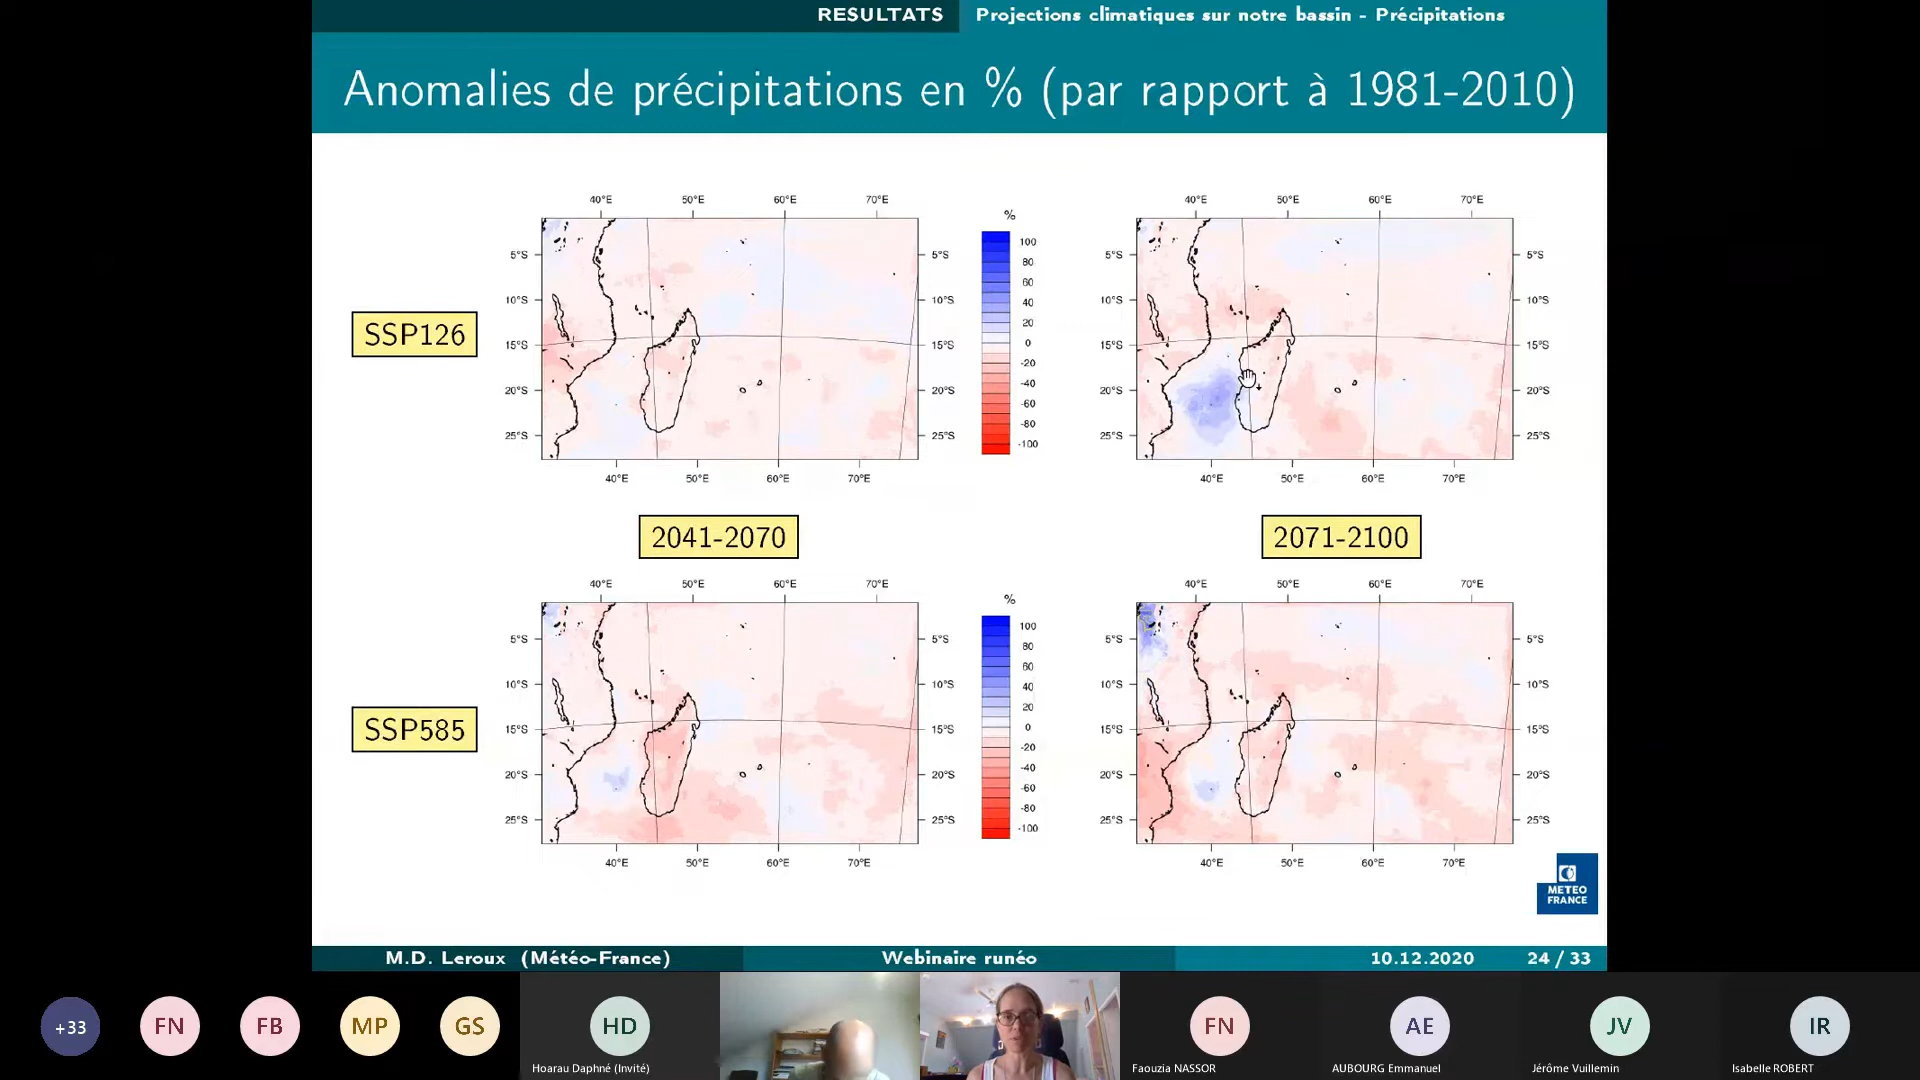 RESULTATS
Projections climatiques sur notre bassin - Précipitations
Anomalies de précipitations en % (par rapport à 1981-2010)
40°E 50°E 60°E 70°E
%
40°E 50°E 60°E 70°E
5°S 5°S 5°S 5°S
10°S 10°S 10°S 10°S
15°S 15°S 15°S 15°S
20°S 20°S 20°S 20°S
25°S 25°S 25°S 25°S
100
80
60
40
20
0
-20
-40
-60
-80
-100
SSP126
40°E 50°E 60°E 70°E
40°E 50°E 60°E 70°E
2041-2070
2071-2100
40°E 50°E 60°E 70°E
%
40°E 50°E 60°E 70°E
5°S 5°S 5°S 5°S
10°S 10°S 10°S 10°S
15°S 15°S 15°S 15°S
20°S 20°S 20°S 20°S
25°S 25°S 25°S 25°S
100
80
60
40
20
0
-20
-40
-60
-80
-100
SSP585
40°E 50°E 60°E 70°E
40°E 50°E 60°E 70°E
METEO
FRANCE
M.D. Leroux (Météo-France)
Webinaire runéo
10.12.2020
24 / 33
+33
FN
FB
MP
GS
HD
Hoarau Daphné (Invité)
FN
Faouzia NASSOR
AE
AUBOURG Emmanuel
JV
Jérôme Vuillemin
IR
Isabelle ROBERT